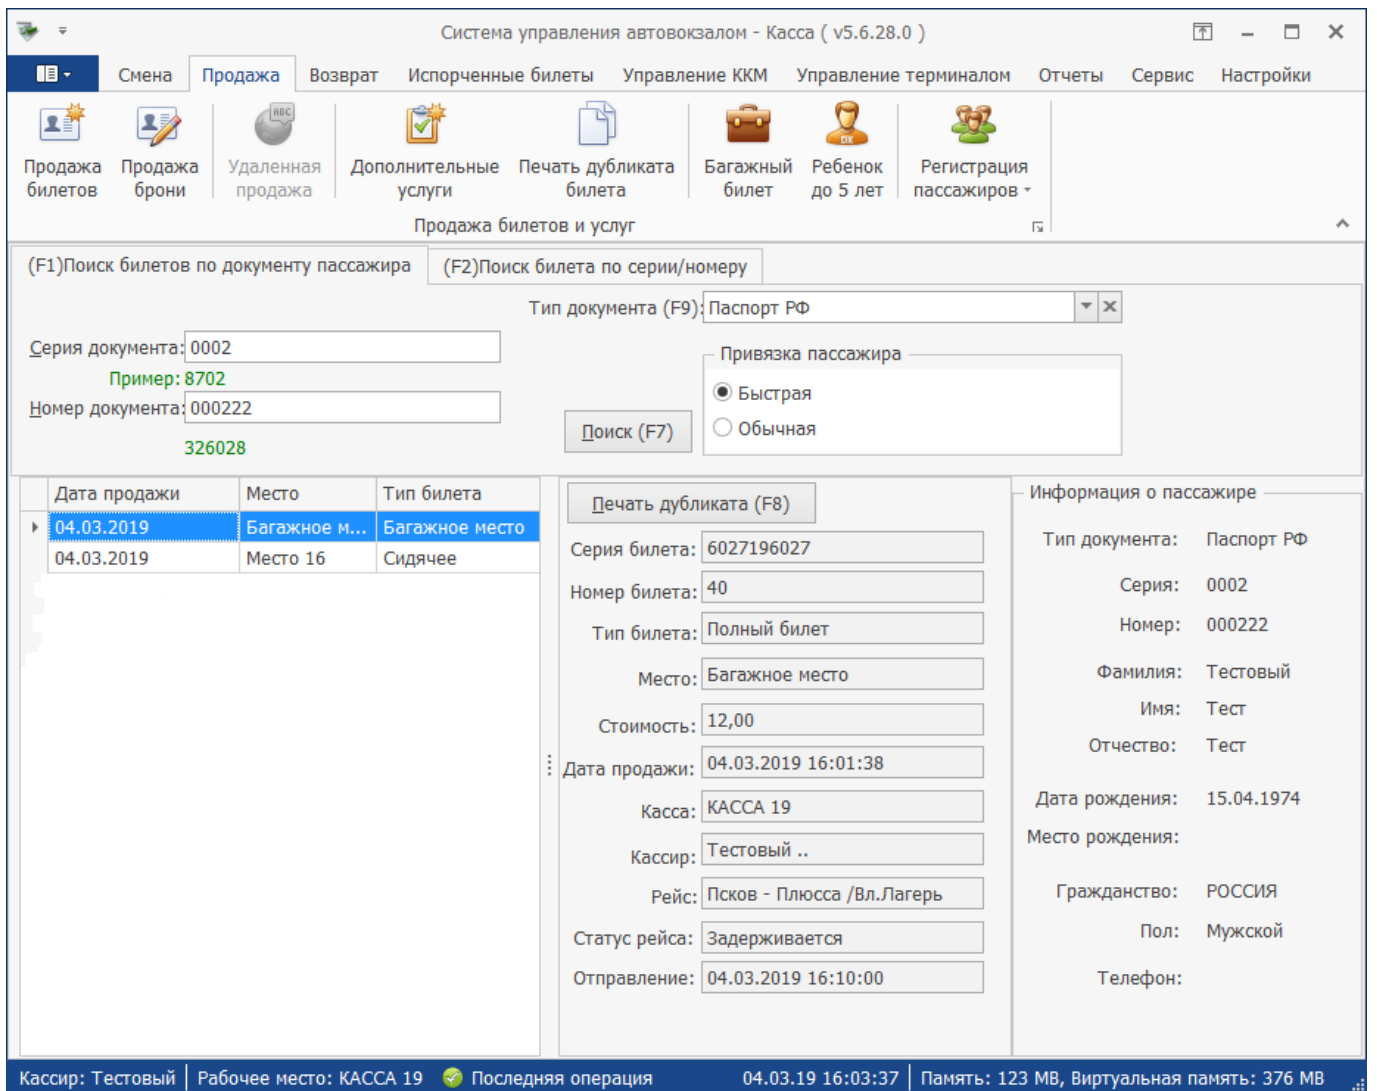 Система управления автовокзалом - Касса ( v5.6.28.0 )
Смена Продажа Возврат Испорченные билеты Управление ККМ Управление терминалом Отчеты Сервис Настройки
ABC
DK
Продажа билетов
Продажа брони
Удаленная продажа
Дополнительные услуги
Печать дубликата билета
Багажный билет
Ребенок до 5 лет
Регистрация пассажиров
Продажа билетов и услуг
(F1)Поиск билетов по документу пассажира (F2)Поиск билета по серии/номеру
Тип документа (F9): Паспорт РФ
Серия документа: 0002
Пример: 8702
Номер документа: 000222
326028
Поиск (F7)
Привязка пассажира
Быстрая
Обычная
Дата продажи Место Тип билета
04.03.2019 Багажное м... Багажное место
04.03.2019 Место 16 Сидячее
Печать дубликата (F8)
Серия билета: 6027196027
Номер билета: 40
Тип билета: Полный билет
Место: Багажное место
Стоимость: 12,00
Дата продажи: 04.03.2019 16:01:38
Касса: КАССА 19
Кассир: Тестовый ..
Рейс: Псков - Плюсса /Вл.Лагерь
Статус рейса: Задерживается
Отправление: 04.03.2019 16:10:00
Информация о пассажире
Тип документа: Паспорт РФ
Серия: 0002
Номер: 000222
Фамилия: Тестовый
Имя: Тест
Отчество: Тест
Дата рождения: 15.04.1974
Место рождения:
Гражданство: РОССИЯ
Пол: Мужской
Телефон:
Кассир: Тестовый Рабочее место: КАССА 19 Последняя операция 04.03.19 16:03:37 Память: 123 MB, Виртуальная память: 376 MB